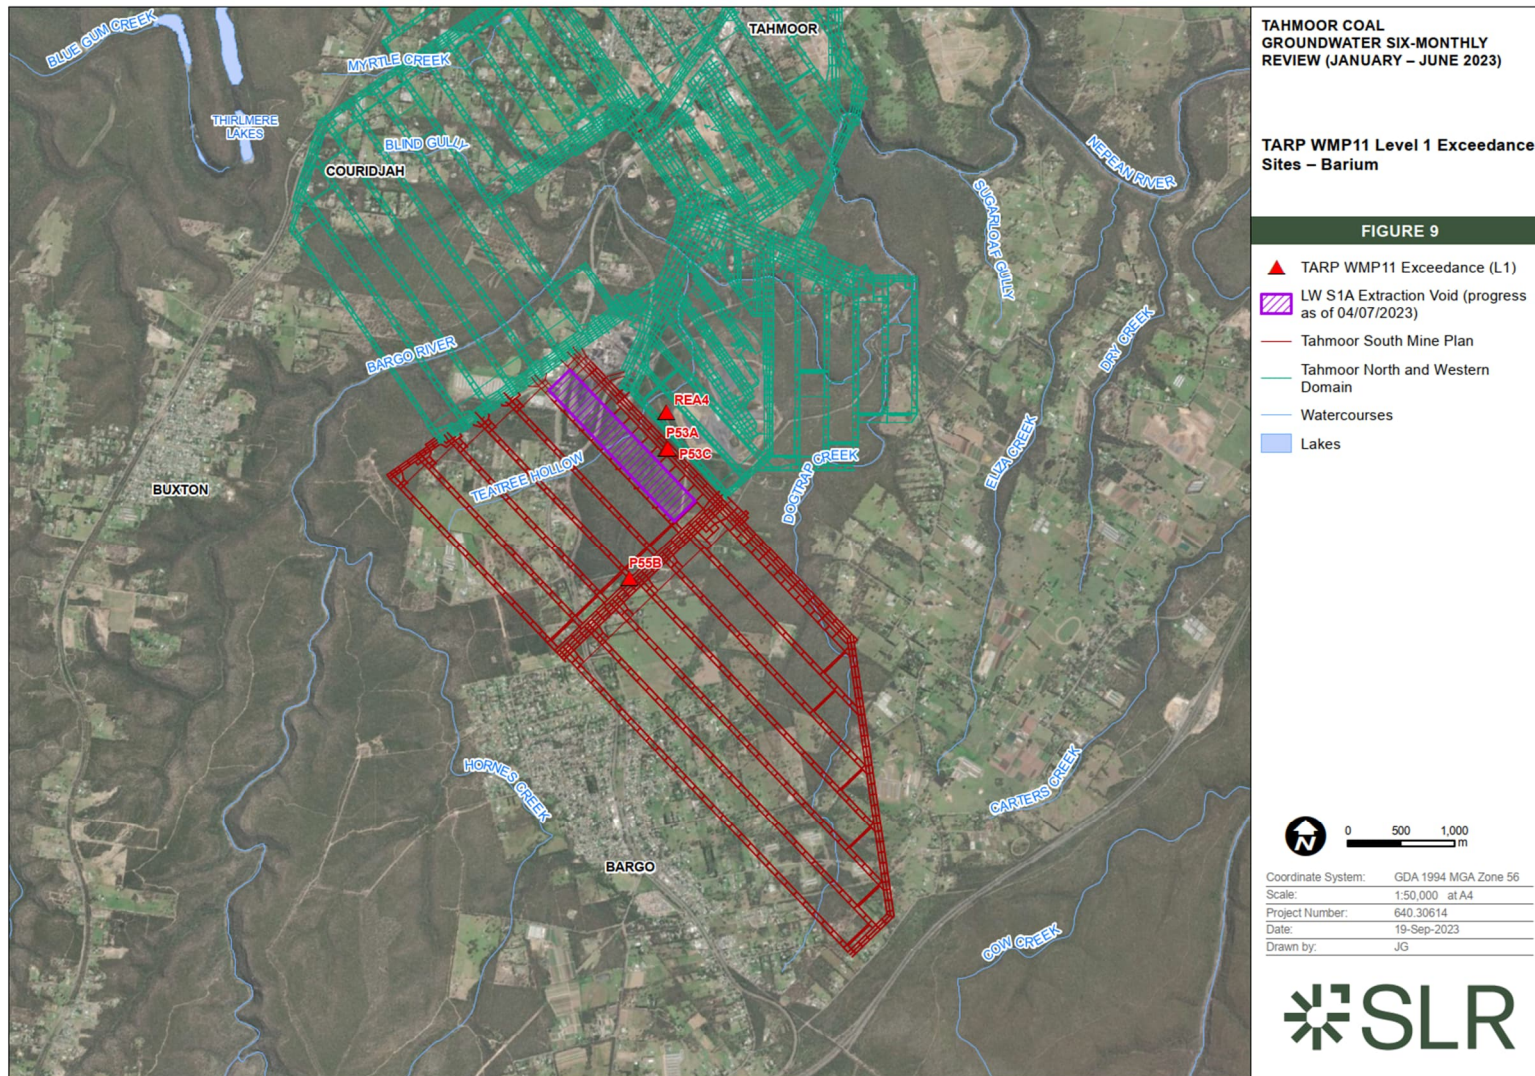 TAHMOOR COAL
GROUNDWATER SIX-MONTHLY
REVIEW (JANUARY – JUNE 2023)
TARP WMP11 Level 1 Exceedance
Sites – Barium
FIGURE 9
TARP WMP11 Exceedance (L1)
LW S1A Extraction Void (progress
as of 04/07/2023)
Tahmoor South Mine Plan
Tahmoor North and Western
Domain
Watercourses
Lakes
N
0 500 1,000
m
Coordinate System: GDA 1994 MGA Zone 56
Scale: 1:50,000 at A4
Project Number: 640.30614
Date: 19-Sep-2023
Drawn by: JG
SLR
BLUE GUM CREEK
TAHMOOR
MYRTLE CREEK
THIRLMERE
LAKES
BLIND GULLY
COURIDJAH
NEPEAN RIVER
SUGARLOAF GULLY
BARGO RIVER
DRY CREEK
REA4
P53A
P53C
TEATREE HOLLOW
DOGTRAP CREEK
ELIZA CREEK
BUXTON
P55B
HORNES CREEK
CARTERS CREEK
BARGO
COW CREEK